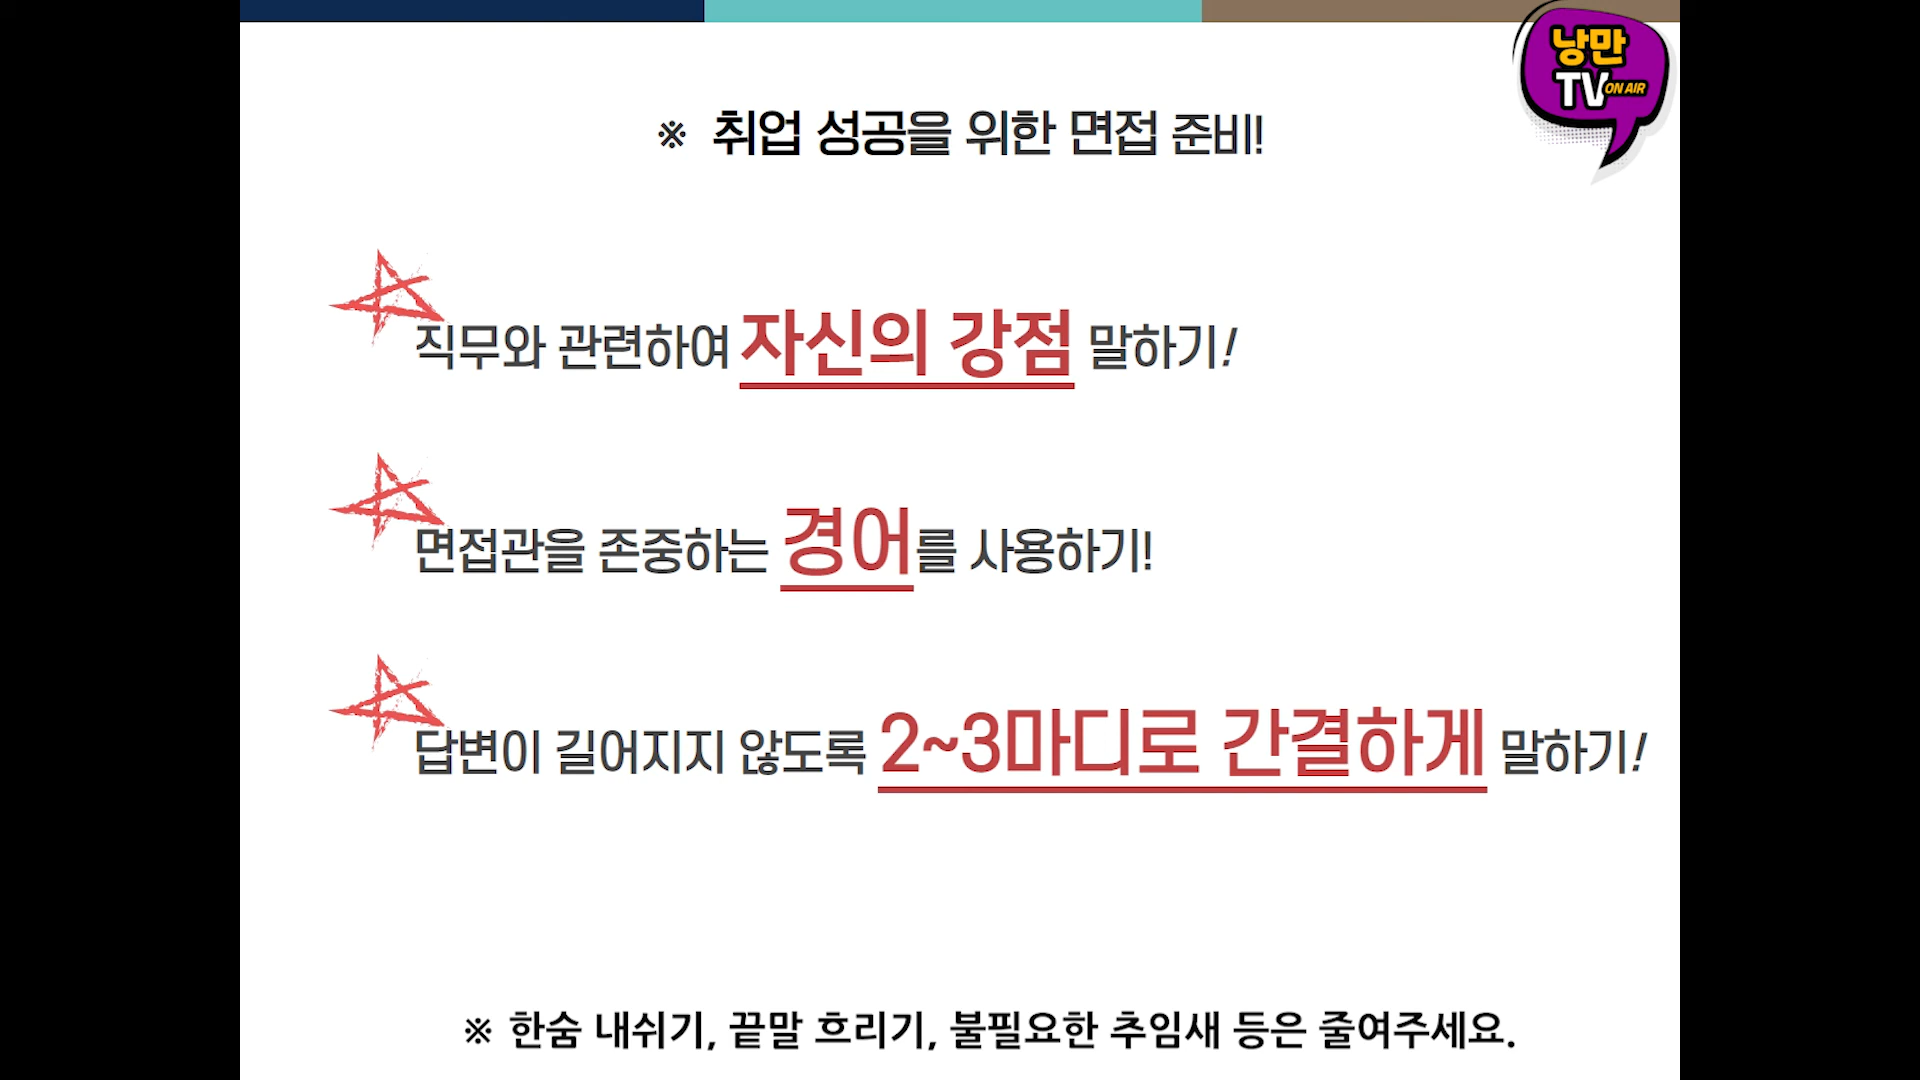 낭만
TV ON AIR
※ 취업 성공을 위한 면접 준비!
직무와 관련하여 자신의 강점 말하기!
면접관을 존중하는 경어를 사용하기!
답변이 길어지지 않도록 2~3마디로 간결하게 말하기!
※ 한숨 내쉬기, 끝말 흐리기, 불필요한 추임새 등은 줄여주세요.